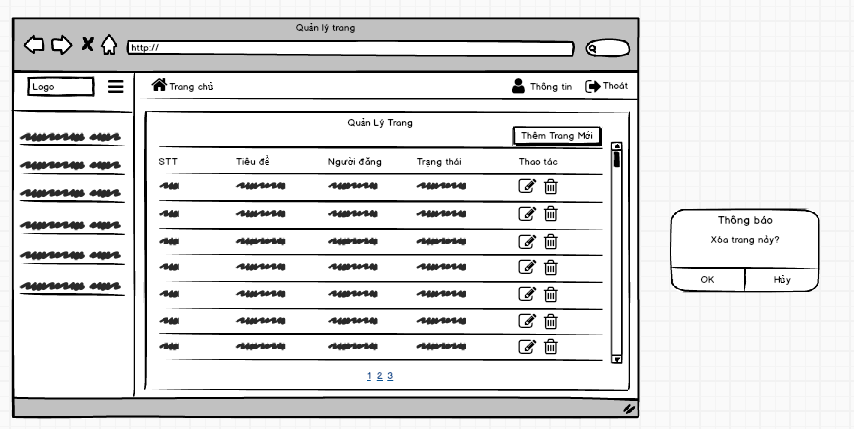 Quản lý trang
http://
Logo
Trang chủ
Thông tin
Thoát
Quản Lý Trang
Thêm Trang Mới
STT Tiêu đề Người đăng Trạng thái Thao tác
1 2 3
Thông báo
Xóa trang này?
OK Hủy